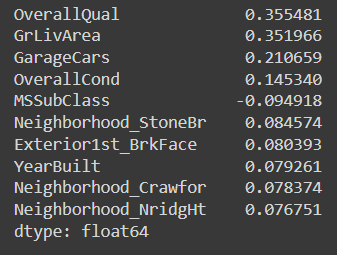 OverallQual 0.355481
GrLivArea 0.351966
GarageCars 0.210659
OverallCond 0.145340
MSSubClass -0.094918
Neighborhood_StoneBr 0.084574
Exterior1st_BrkFace 0.080393
YearBuilt 0.079261
Neighborhood_Crawfor 0.078374
Neighborhood_NridgHt 0.076751
dtype: float64